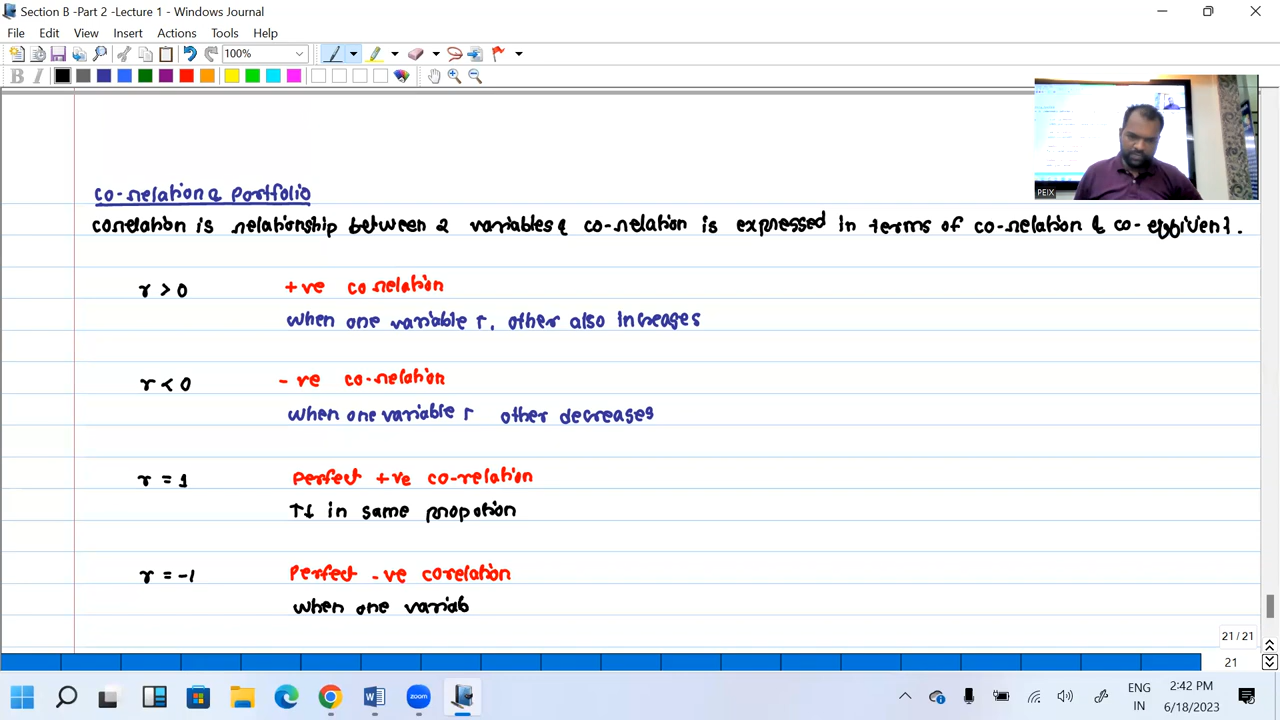 Section B -Part 2 -Lecture 1 - Windows Journal
File Edit View Insert Actions Tools Help
100%
B I
PEIX
co-relation & Portfolio
correlation is relationship between 2 variables & co-relation is expressed in terms of co-relation & co-efficient.
r > 0 +ve corelation
when one variable ↑, other also increases
r < 0 -ve co-relation
when one variable ↑ other decreases
r = 1 Perfect +ve co-relation
↑↓ in same propotion
r = -1 Perfect -ve corelation
when one variab
21 / 21
21
W zoom
ENG 2:42 PM
IN 6/18/2023